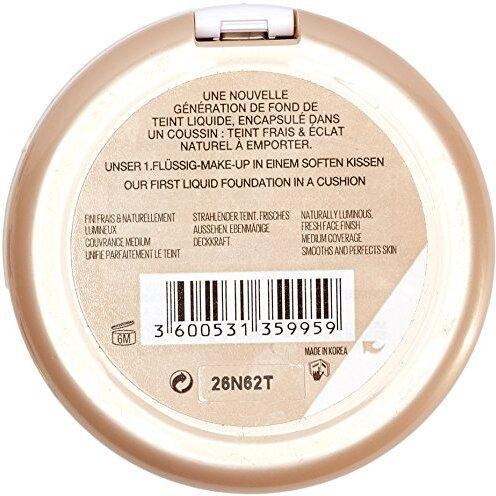 UNE NOUVELLE
GÉNÉRATION DE FOND DE
TEINT LIQUIDE, ENCAPSULÉ DANS
UN COUSSIN : TEINT FRAIS & ÉCLAT
NATUREL À EMPORTER.
UNSER 1.FLÜSSIG-MAKE-UP IN EINEM SOFTEN KISSEN
OUR FIRST LIQUID FOUNDATION IN A CUSHION
FINI FRAIS & NATURELLEMENT
LUMINEUX
COUVRANCE MEDIUM
UNIFIE PARFAITEMENT LE TEINT
STRAHLENDER TEINT, FRISCHES
AUSSEHEN. EBENMÄDIGE
DECKKRAFT.
NATURALLY LUMINOUS,
FRESH FACE FINISH
MEDIUM COVERAGE
SMOOTHS AND PERFECTS SKIN
3 600531 359959
6M
MADE IN KOREA
26N62T